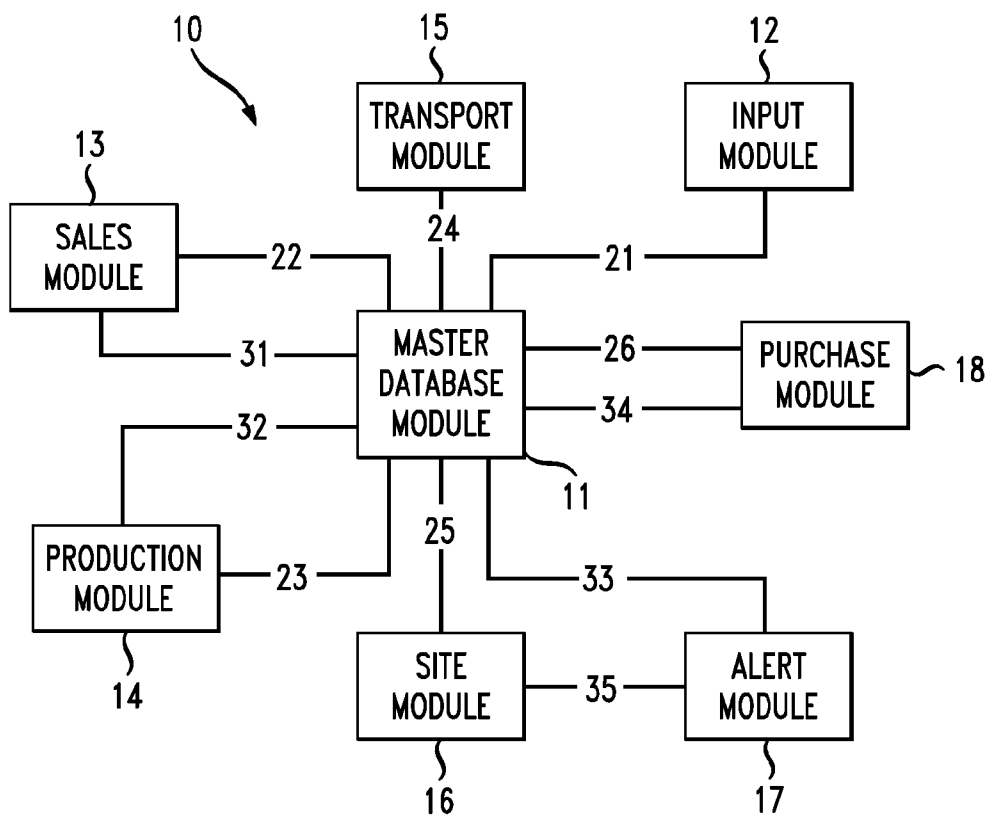 10
15
12
TRANSPORT
MODULE
INPUT
MODULE
13
SALES
MODULE
24
22
21
31
MASTER
DATABASE
MODULE
26
34
PURCHASE
MODULE
18
32
11
25
PRODUCTION
MODULE
23
33
14
SITE
MODULE
35
ALERT
MODULE
16
17